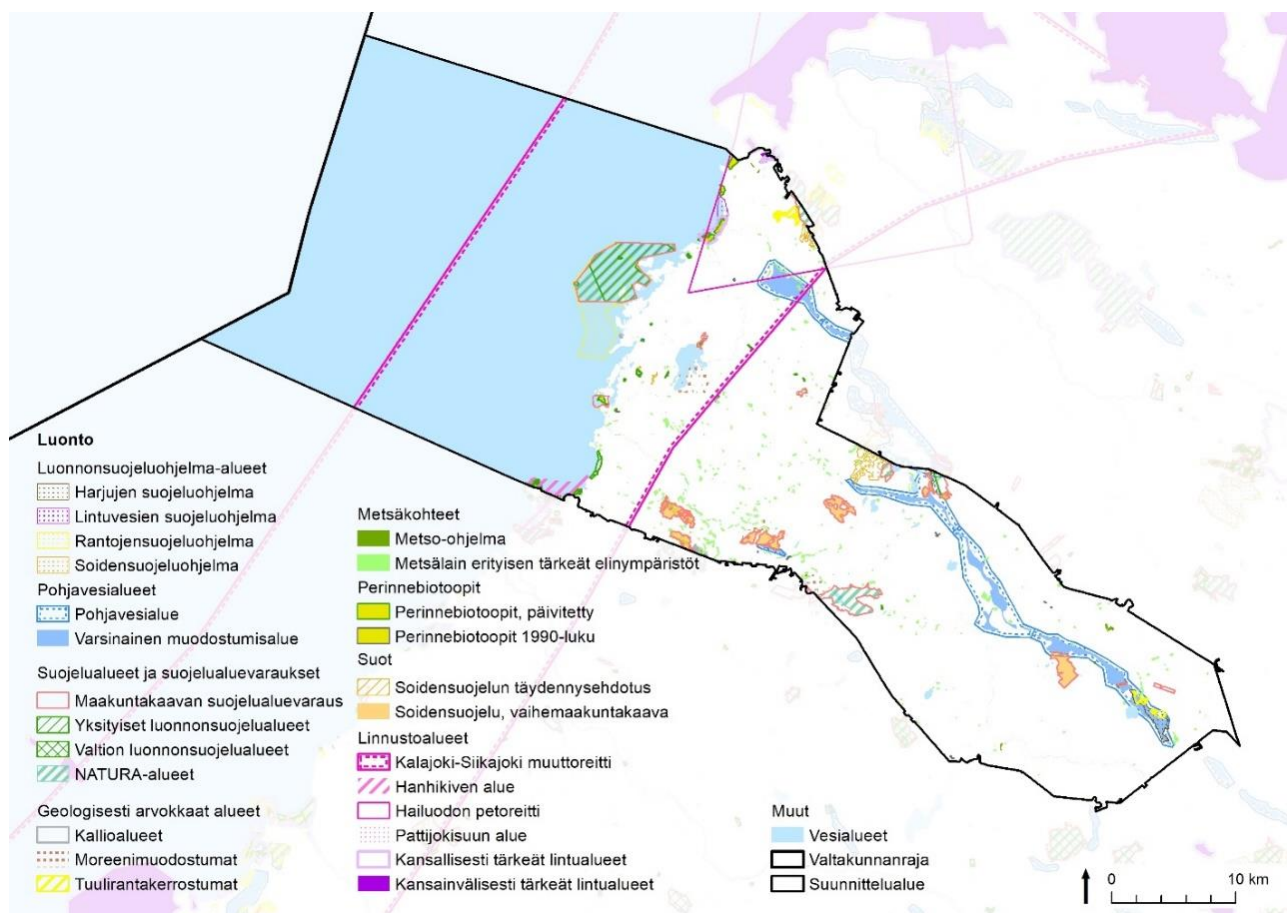 Luonto
Luonnonsuojeluohjelma-alueet
Harjujen suojeluohjelma
Lintuvesien suojeluohjelma
Rantojensuojeluohjelma
Soidensuojeluohjelma
Pohjavesialueet
Pohjavesialue
Varsinainen muodostumisalue
Suojelualueet ja suojelualuevaraukset
Maakuntakaavan suojelualuevaraus
Yksityiset luonnonsuojelualueet
Valtion luonnonsuojelualueet
NATURA-alueet
Geologisesti arvokkaat alueet
Kallioalueet
Moreenimuodostumat
Tuulirantakerrostumat
Metsäkohteet
Metso-ohjelma
Metsälain erityisen tärkeät elinympäristöt
Perinnebiotoopit
Perinnebiotoopit, päivitetty
Perinnebiotoopit 1990-luku
Suot
Soidensuojelun täydennysehdotus
Soidensuojelu, vaihemaakuntakaava
Linnustoalueet
Kalajoki-Siikajoki muuttoreitti
Hanhikiven alue
Hailuodon petoreitti
Pattijokisuun alue
Kansallisesti tärkeät lintualueet
Kansainvälisesti tärkeät lintualueet
Muut
Vesialueet
Valtakunnanraja
Suunnittelualue
0 10 km